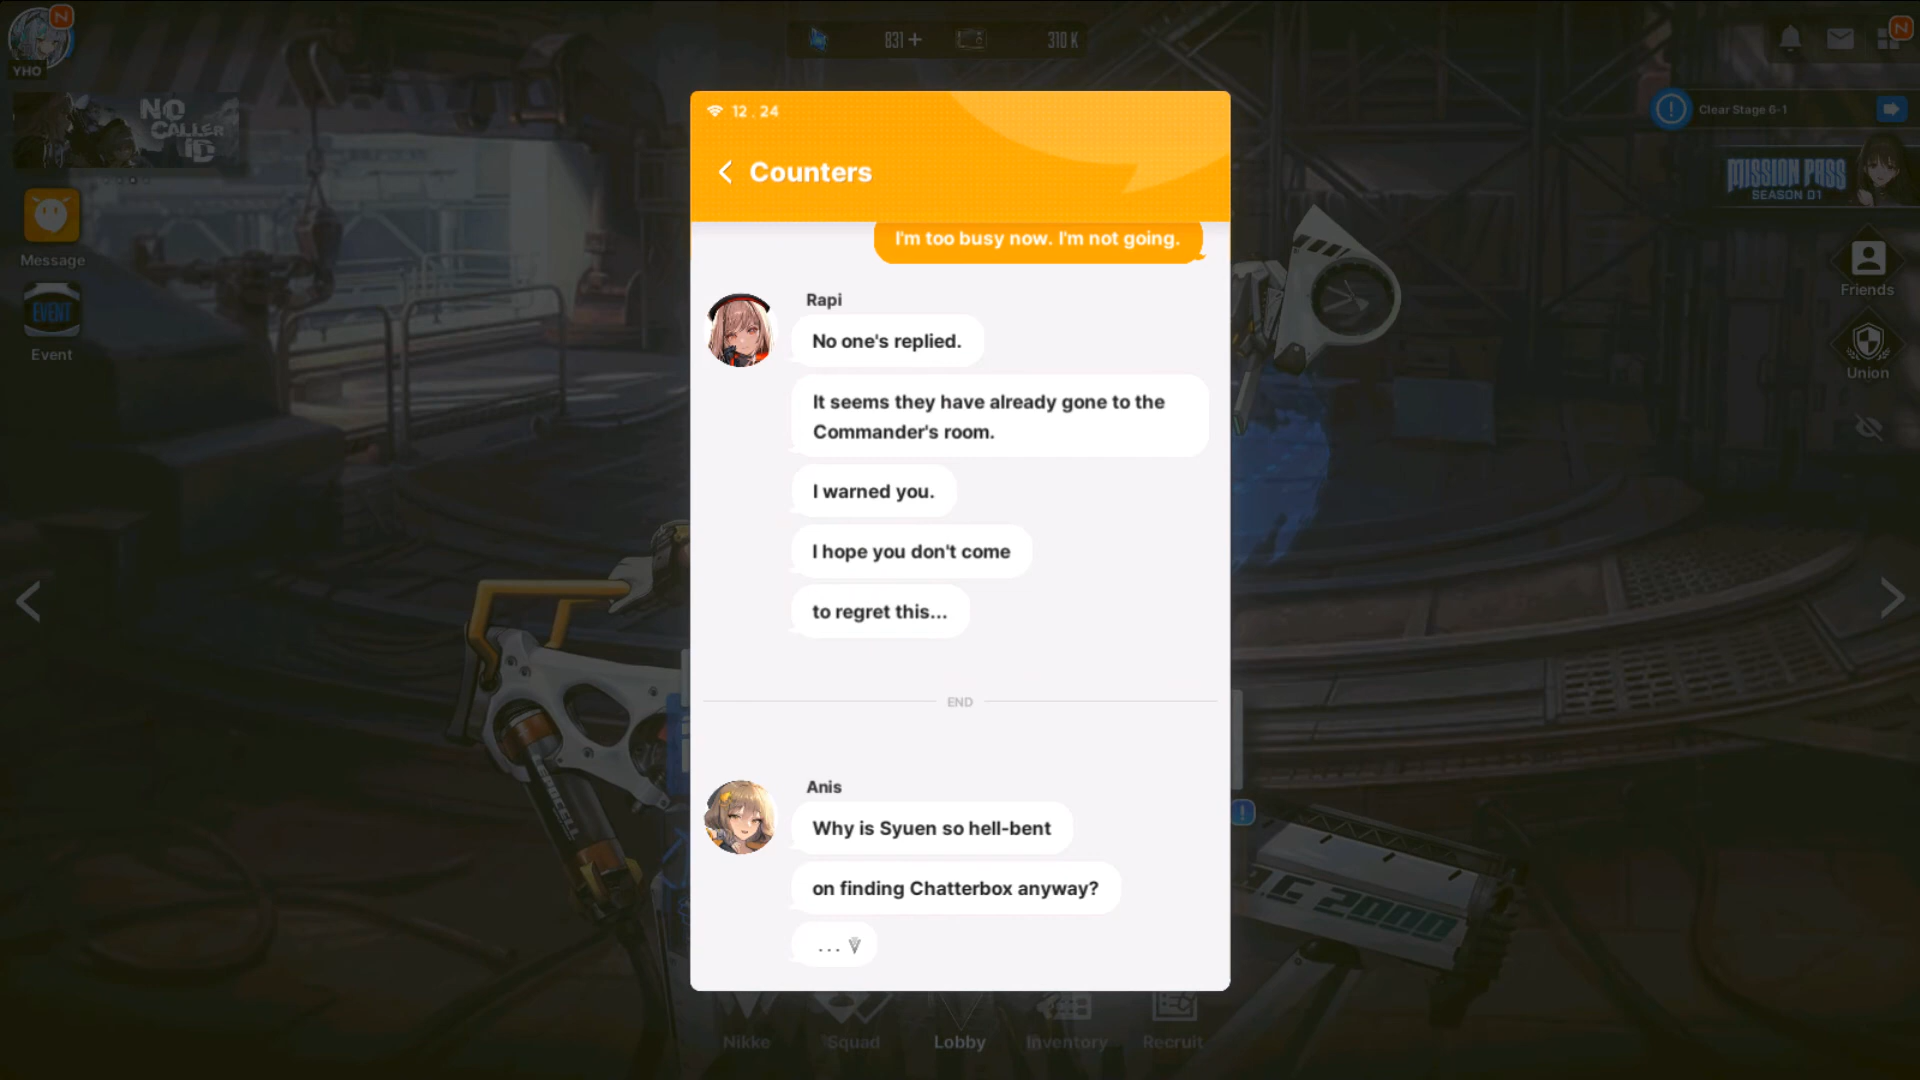 N
YHO
831+
310 K
N
NO
CALLER
ID
Clear Stage 6-1
MISSION PASS
SEASON 01
Message
EVENT
Event
Friends
Union
12 . 24
Counters
I'm too busy now. I'm not going.
Rapi
No one's replied.
It seems they have already gone to the
Commander's room.
I warned you.
I hope you don't come
to regret this...
END
Anis
Why is Syuen so hell-bent
on finding Chatterbox anyway?
...
Nikke
Squad
Lobby
Inventory
Recruit